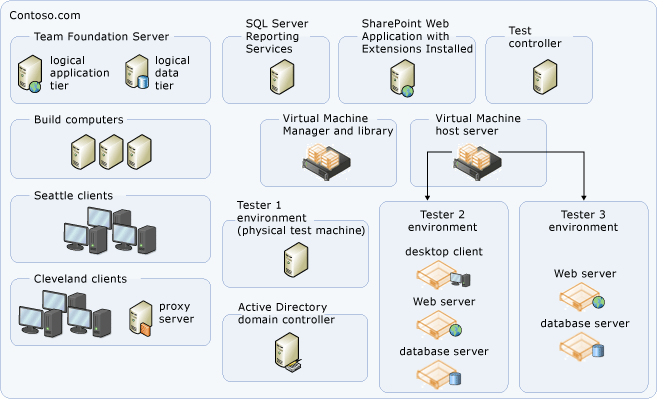 Contoso.com
Team Foundation Server
logical
application
tier
logical
data
tier
SQL Server
Reporting
Services
SharePoint Web
Application with
Extensions Installed
Test
controller
Build computers
Virtual Machine
Manager and library
Virtual Machine
host server
Seattle clients
Tester 1
environment
(physical test machine)
Tester 2
environment
desktop client
Web server
database server
Tester 3
environment
Web server
database server
Cleveland clients
proxy
server
Active Directory
domain controller